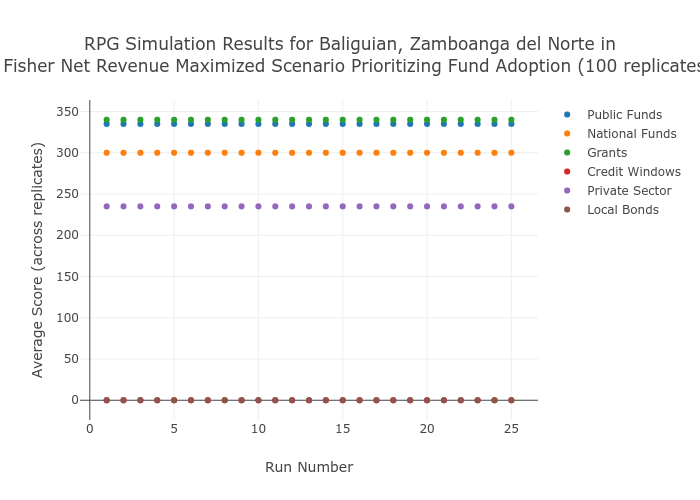 RPG Simulation Results for Baliguian, Zamboanga del Norte in
Fisher Net Revenue Maximized Scenario Prioritizing Fund Adoption (100 replicates
Average Score (across replicates)
350
300
250
200
150
100
50
0
0
5
10
15
20
25
Run Number
Public Funds
National Funds
Grants
Credit Windows
Private Sector
Local Bonds